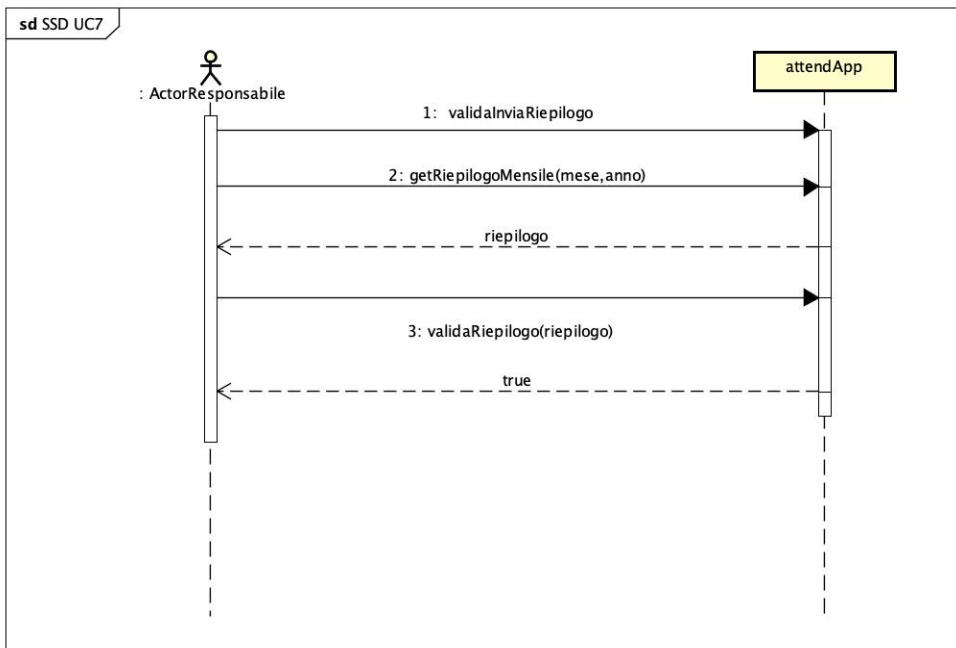 sd SSD UC7
attendApp
: ActorResponsabile
1: validaInviaRiepilogo
2: getRiepilogoMensile(mese,anno)
riepilogo
3: validaRiepilogo(riepilogo)
true